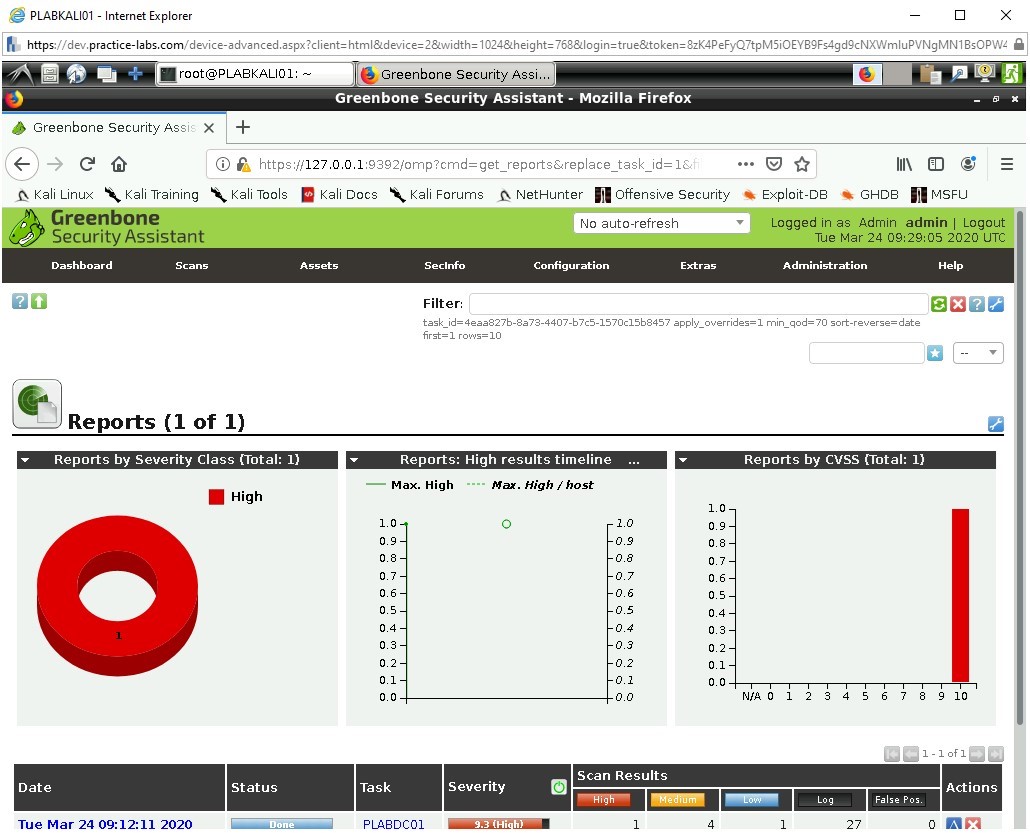 PLABKALI01 - Internet Explorer
https://dev.practice-labs.com/device-advanced.aspx?client=html&device=2&width=1024&height=768&login=true&token=8zK4PeFyQ7tpM5iOEYB9Fs4gd9cNXWmIuPVNgMN1BsOPW4
root@PLABKALI01: ~ Greenbone Security Assi...
Greenbone Security Assistant - Mozilla Firefox
Greenbone Security Assis
https://127.0.0.1:9392/omp?cmd=get_reports&replace_task_id=1&f
Kali Linux Kali Training Kali Tools Kali Docs Kali Forums NetHunter Offensive Security Exploit-DB GHDB MSFU
Greenbone
Security Assistant
No auto-refresh
Logged in as Admin admin | Logout
Tue Mar 24 09:29:05 2020 UTC
Dashboard Scans Assets SecInfo Configuration Extras Administration Help
Filter:
task_id=4eaa827b-8a73-4407-b7c5-1570c15b8457 apply_overrides=1 min_qod=70 sort-reverse=date
first=1 rows=10
--
Reports (1 of 1)
Reports by Severity Class (Total: 1)
High
1
Reports: High results timeline ...
Max. High Max. High / host
1.0 1.0
0.9 0.9
0.8 0.8
0.7 0.7
0.6 0.6
0.5 0.5
0.4 0.4
0.3 0.3
0.2 0.2
0.1 0.1
0.0 0.0
Reports by CVSS (Total: 1)
1.0
0.9
0.8
0.7
0.6
0.5
0.4
0.3
0.2
0.1
0.0
N/A 0 1 2 3 4 5 6 7 8 9 10
1 - 1 of 1
Date Status Task Severity Scan Results Actions
High Medium Low Log False Pos.
Tue Mar 24 09:12:11 2020 Done PLABDC01 9.3 (High) 1 4 1 27 0